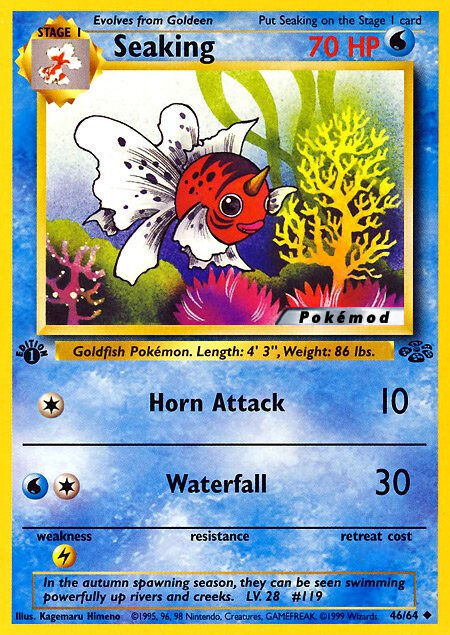 STAGE 1
Evolves from Goldeen Put Seaking on the Stage 1 card
Seaking 70 HP
Pokémod
EDITION 1
Goldfish Pokémon. Length: 4' 3", Weight: 86 lbs.
Horn Attack 10
Waterfall 30
weakness resistance retreat cost
In the autumn spawning season, they can be seen swimming
powerfully up rivers and creeks. LV. 28 #119
Illus. Kagemaru Himeno ©1995, 96, 98 Nintendo, Creatures, GAMEFREAK. ©1999 Wizards. 46/64